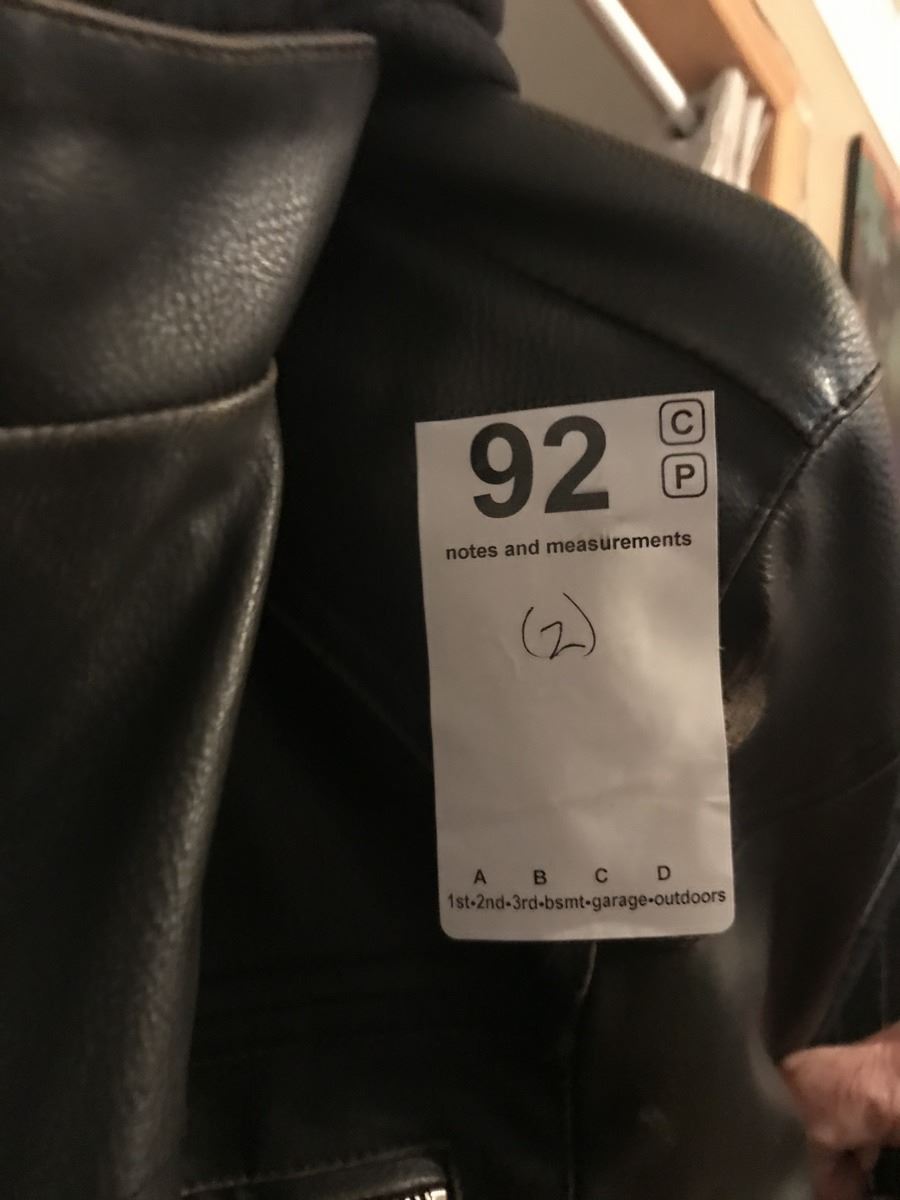 92
C
P
notes and measurements
(2)
A B C D
1st-2nd-3rd-bsmt-garage-outdoors